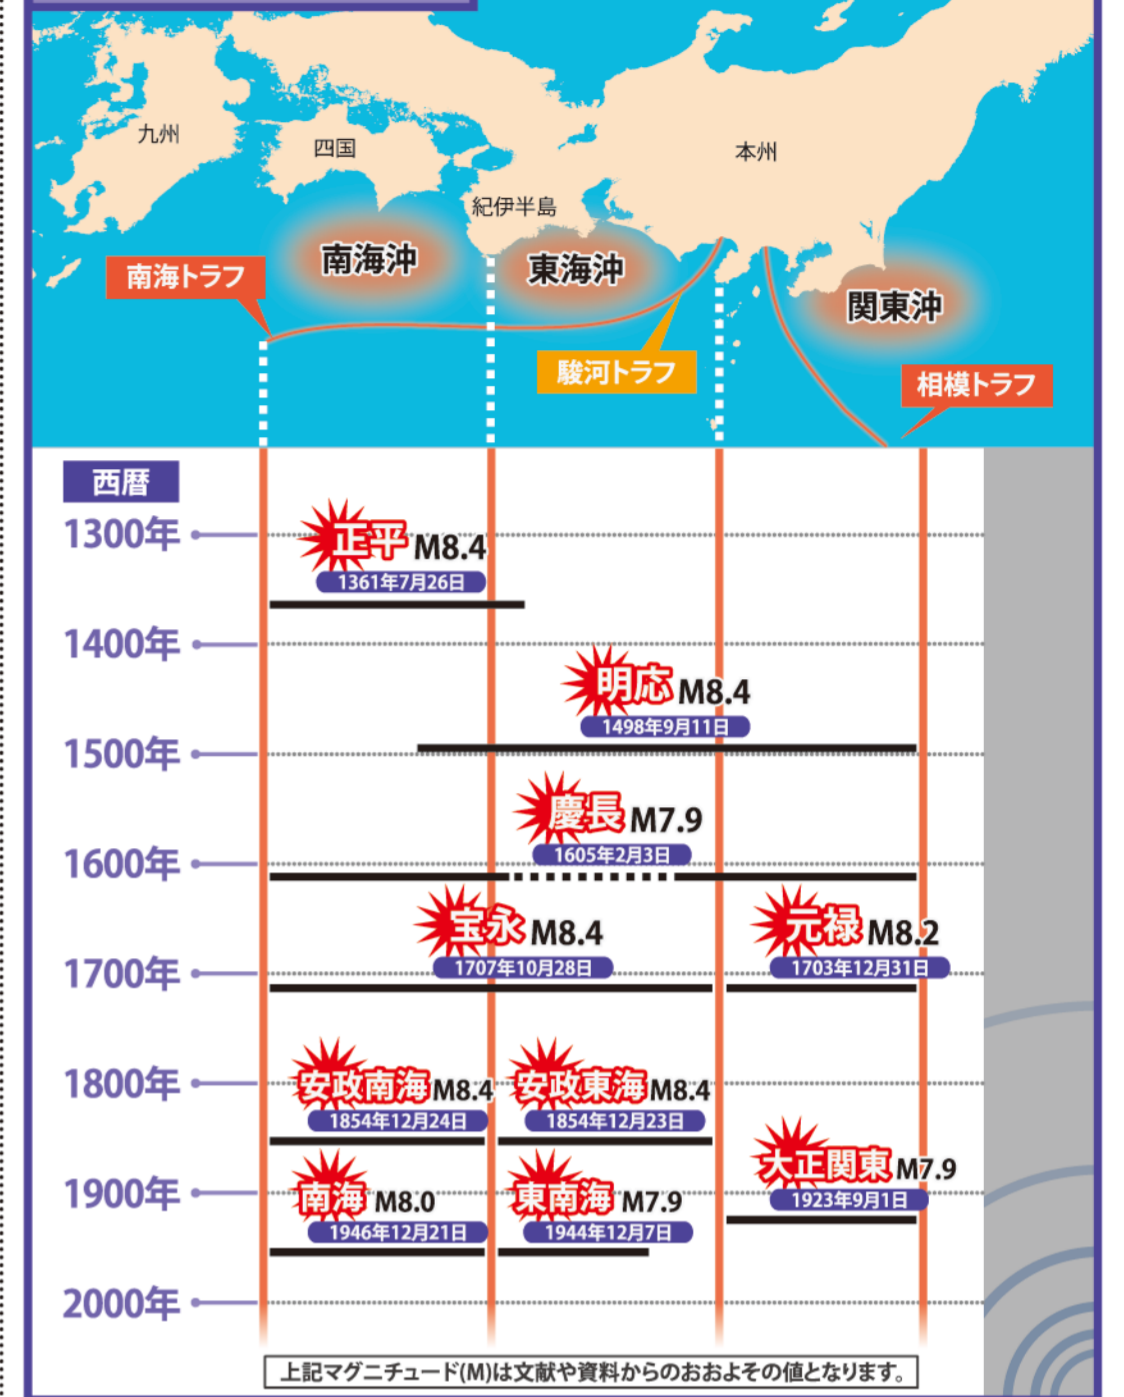 九州
四国
本州
紀伊半島
南海沖
東海沖
関東沖
南海トラフ
駿河トラフ
相模トラフ
西暦
1300年
正平 M8.4
1361年7月26日
1400年
明応 M8.4
1498年9月11日
1500年
慶長 M7.9
1605年2月3日
1600年
宝永 M8.4
1707年10月28日
元禄 M8.2
1703年12月31日
1700年
1800年
安政南海 M8.4
1854年12月24日
安政東海 M8.4
1854年12月23日
大正関東 M7.9
1923年9月1日
1900年
南海 M8.0
1946年12月21日
東南海 M7.9
1944年12月7日
2000年
上記マグニチュード(M)は文献や資料からのおおよその値となります。